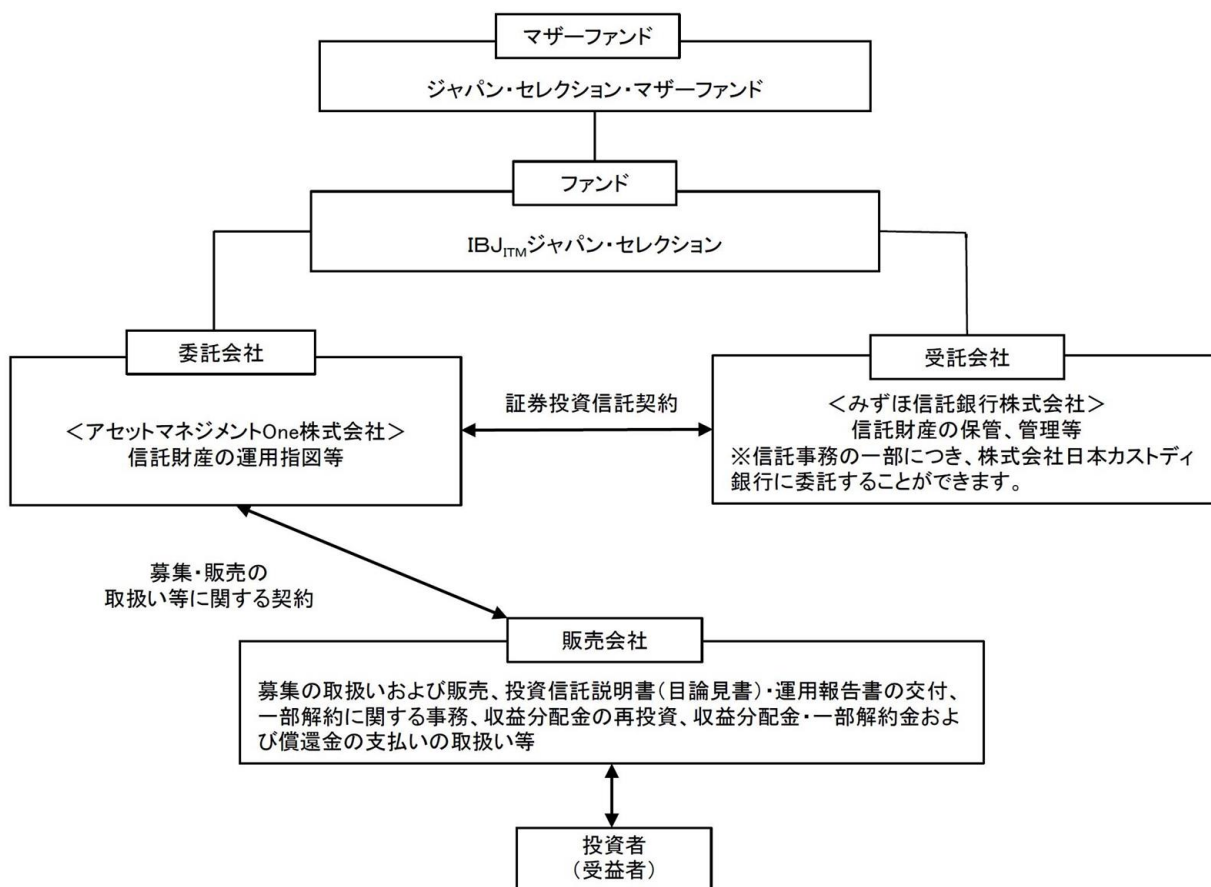 マザーファンド
ジャパン・セレクション・マザーファンド
ファンド
IBJITMジャパン・セレクション
委託会社
＜アセットマネジメントOne株式会社＞
信託財産の運用指図等
証券投資信託契約
受託会社
＜みずほ信託銀行株式会社＞
信託財産の保管、管理等
※信託事務の一部につき、株式会社日本カストディ
銀行に委託することができます。
募集・販売の
取扱い等に関する契約
販売会社
募集の取扱いおよび販売、投資信託説明書（目論見書）・運用報告書の交付、
一部解約に関する事務、収益分配金の再投資、収益分配金・一部解約金およ
び償還金の支払いの取扱い等
投資者
（受益者）